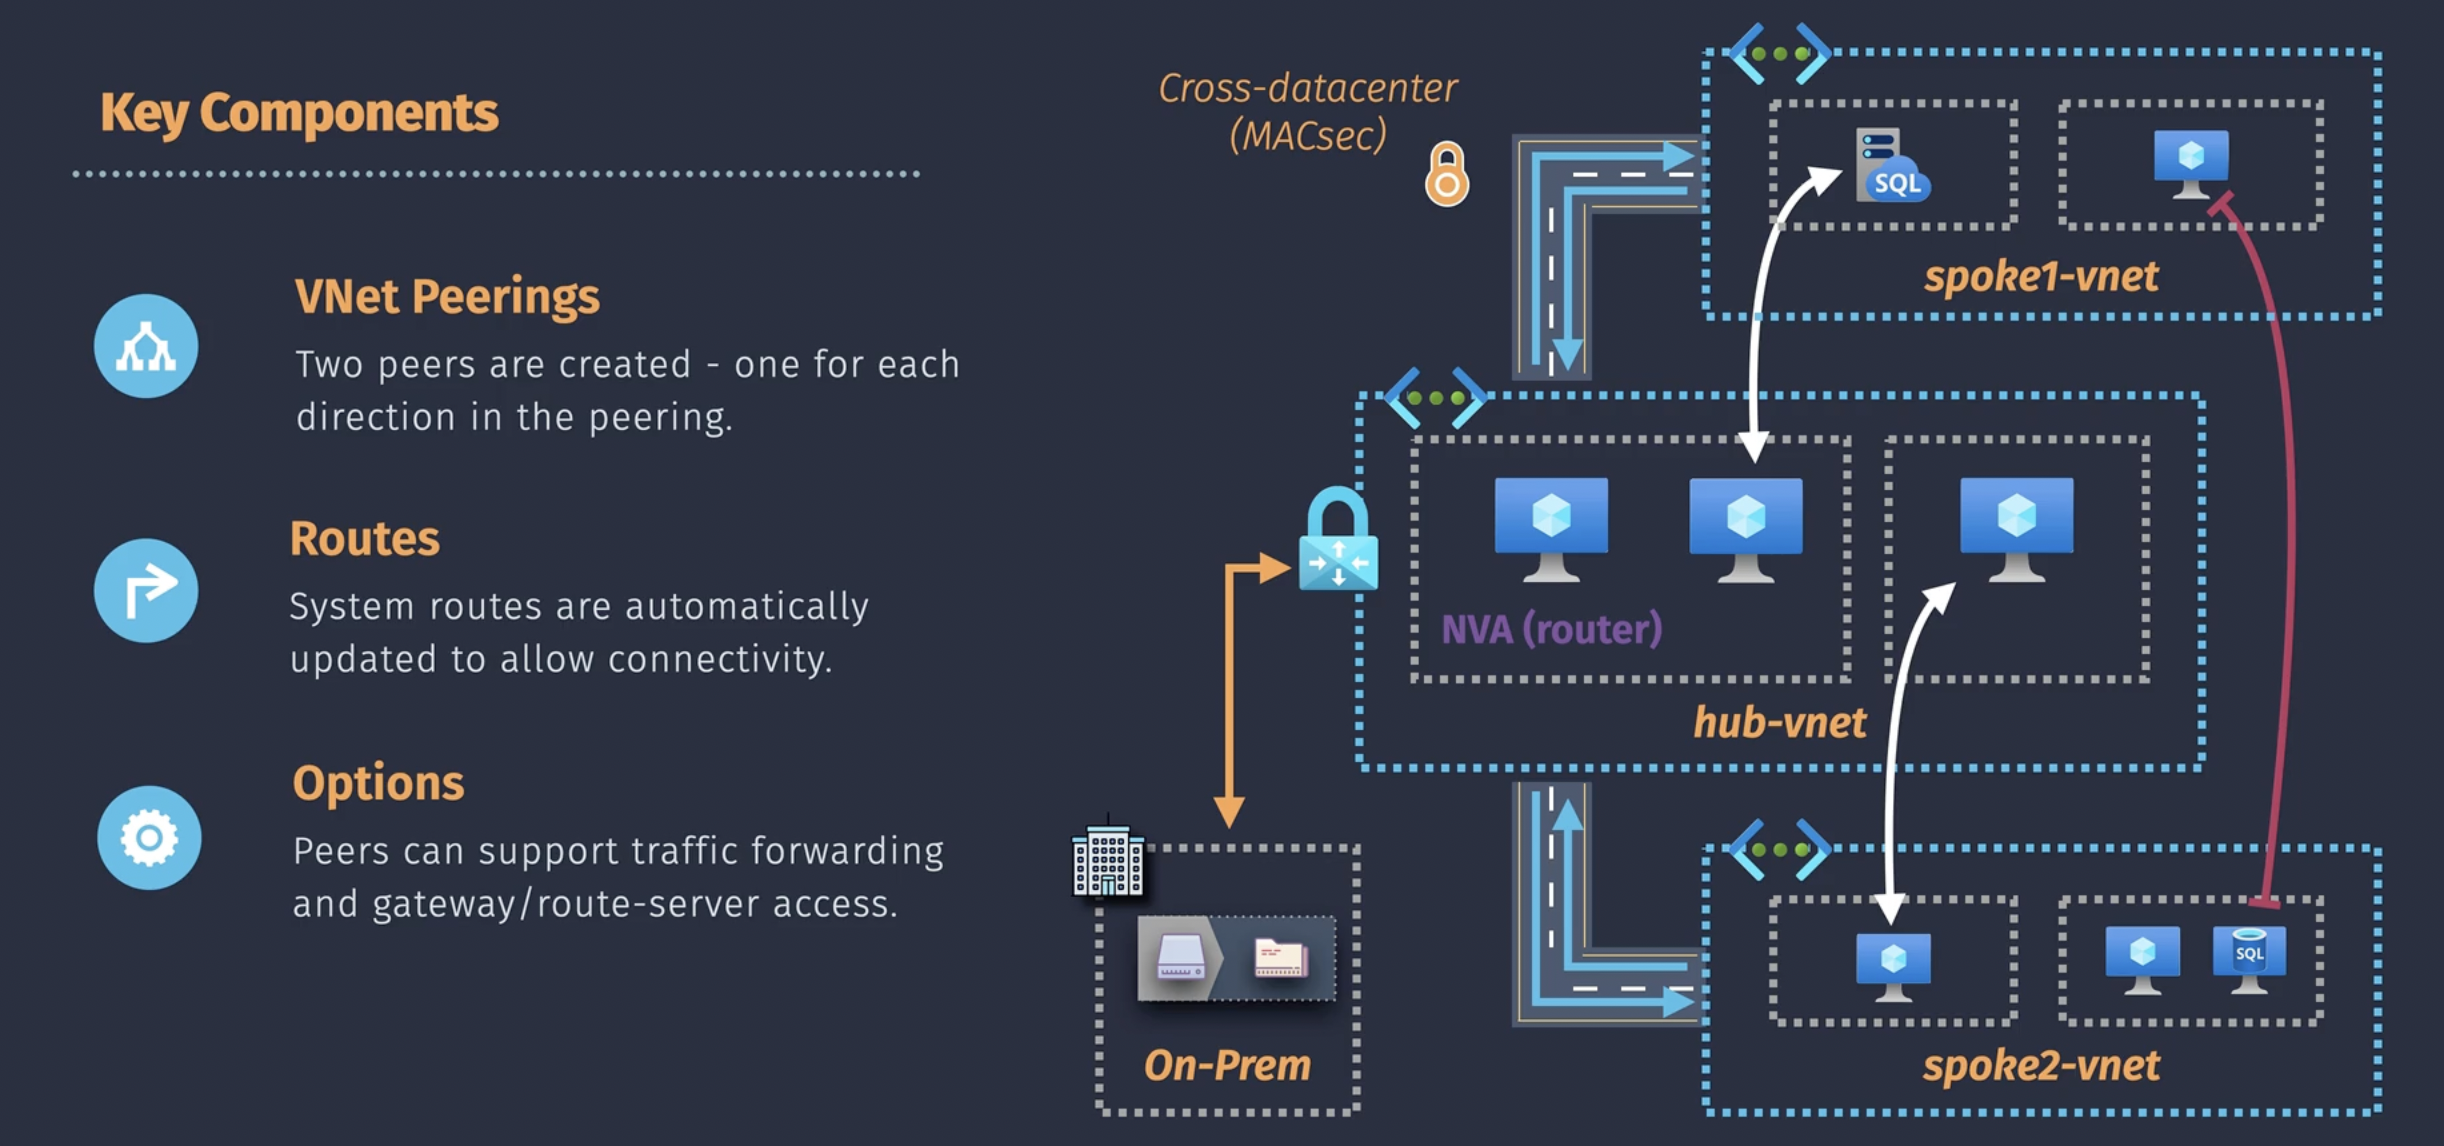 Key Components
VNet Peerings
Two peers are created - one for each
direction in the peering.
Routes
System routes are automatically
updated to allow connectivity.
Options
Peers can support traffic forwarding
and gateway/route-server access.
Cross-datacenter
(MACsec)
SQL
spoke1-vnet
NVA (router)
hub-vnet
On-Prem
SQL
spoke2-vnet